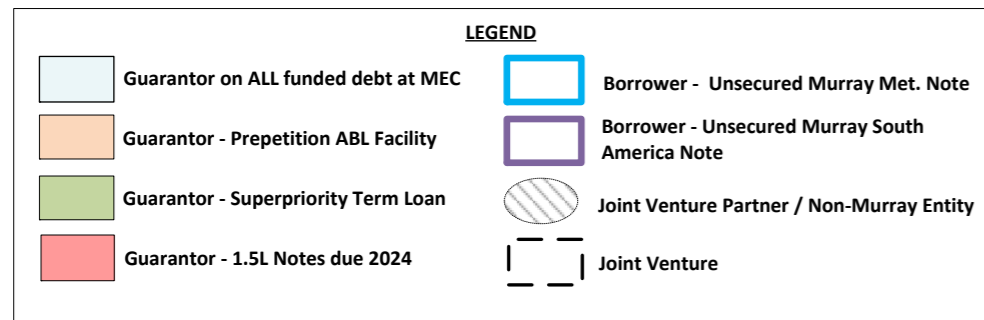 LEGEND
Guarantor on ALL funded debt at MEC
Guarantor - Prepetition ABL Facility
Guarantor - Superpriority Term Loan
Guarantor - 1.5L Notes due 2024
Borrower - Unsecured Murray Met. Note
Borrower - Unsecured Murray South
America Note
Joint Venture Partner / Non-Murray Entity
Joint Venture